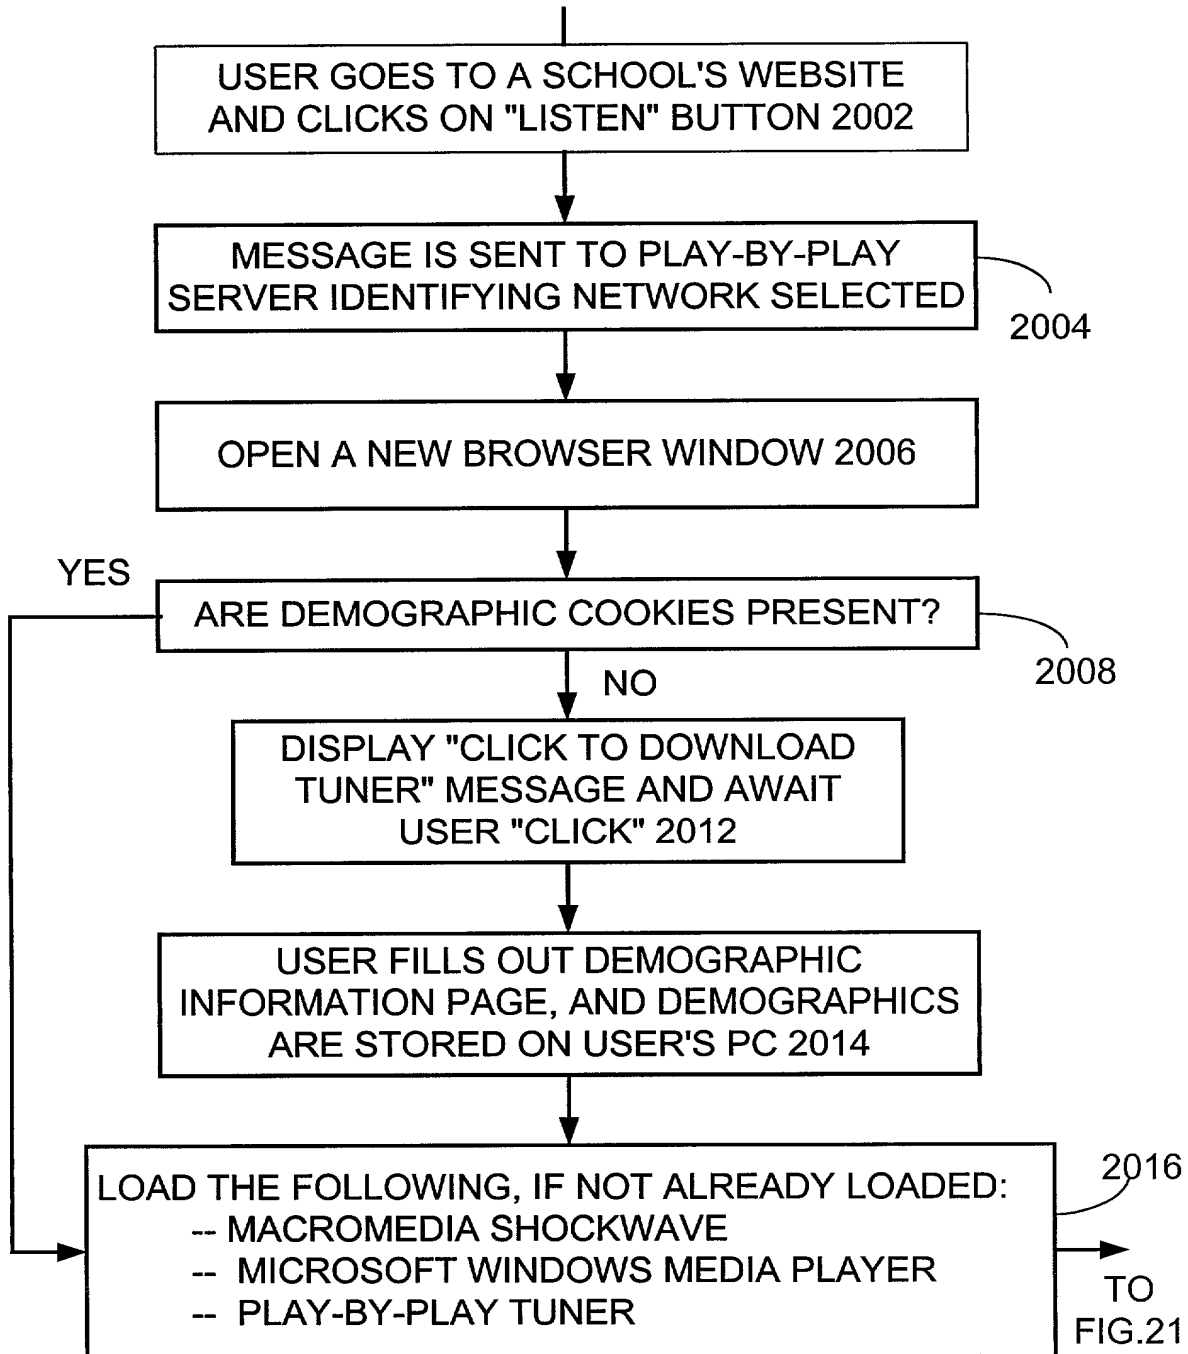 USER GOES TO A SCHOOL'S WEBSITE
AND CLICKS ON "LISTEN" BUTTON 2002
MESSAGE IS SENT TO PLAY-BY-PLAY
SERVER IDENTIFYING NETWORK SELECTED
2004
OPEN A NEW BROWSER WINDOW 2006
YES
ARE DEMOGRAPHIC COOKIES PRESENT?
2008
NO
DISPLAY "CLICK TO DOWNLOAD
TUNER" MESSAGE AND AWAIT
USER "CLICK" 2012
USER FILLS OUT DEMOGRAPHIC
INFORMATION PAGE, AND DEMOGRAPHICS
ARE STORED ON USER'S PC 2014
2016
LOAD THE FOLLOWING, IF NOT ALREADY LOADED:
-- MACROMEDIA SHOCKWAVE
-- MICROSOFT WINDOWS MEDIA PLAYER
-- PLAY-BY-PLAY TUNER
TO
FIG.21